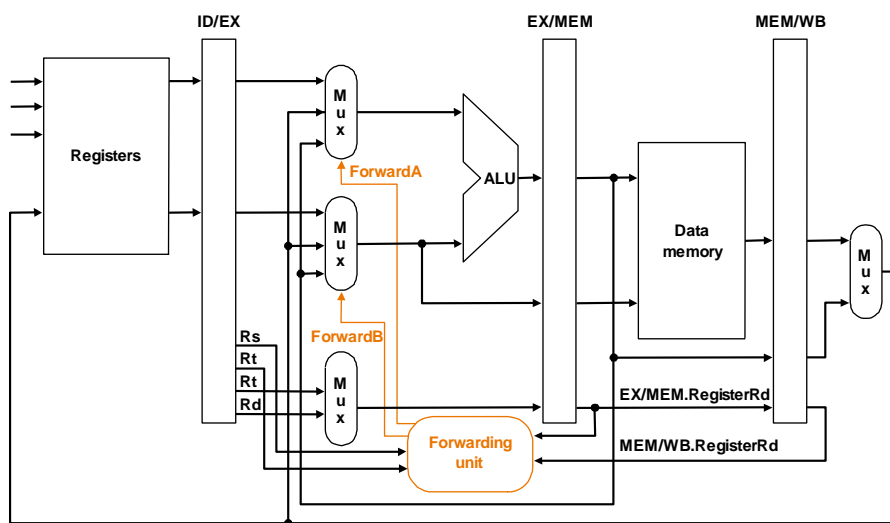 ID/EX
EX/MEM
MEM/WB
Registers
M
u
x
ForwardA
ALU
M
u
x
Data
memory
M
u
x
ForwardB
Rs
Rt
Rt
Rd
M
u
x
EX/MEM.RegisterRd
Forwarding
unit
MEM/WB.RegisterRd